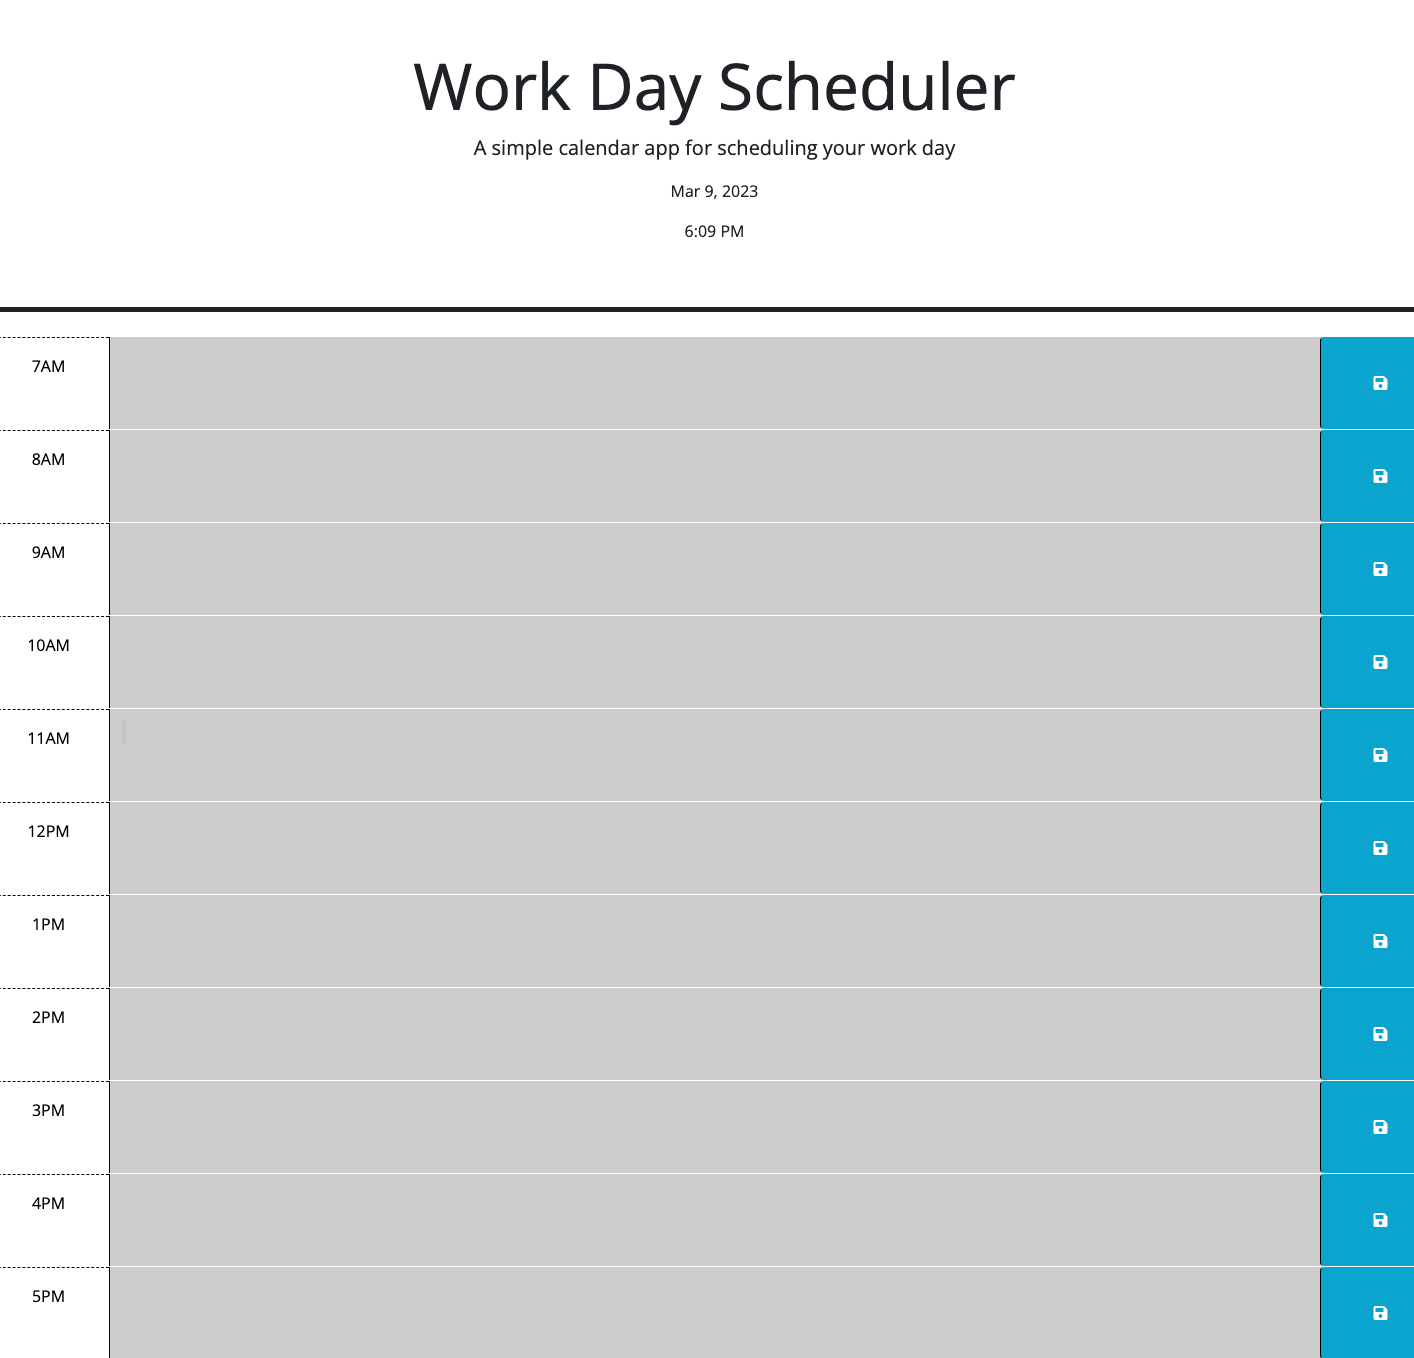 Work Day Scheduler
A simple calendar app for scheduling your work day
Mar 9, 2023
6:09 PM
7AM
8AM
9AM
10AM
11AM
12PM
1PM
2PM
3PM
4PM
5PM